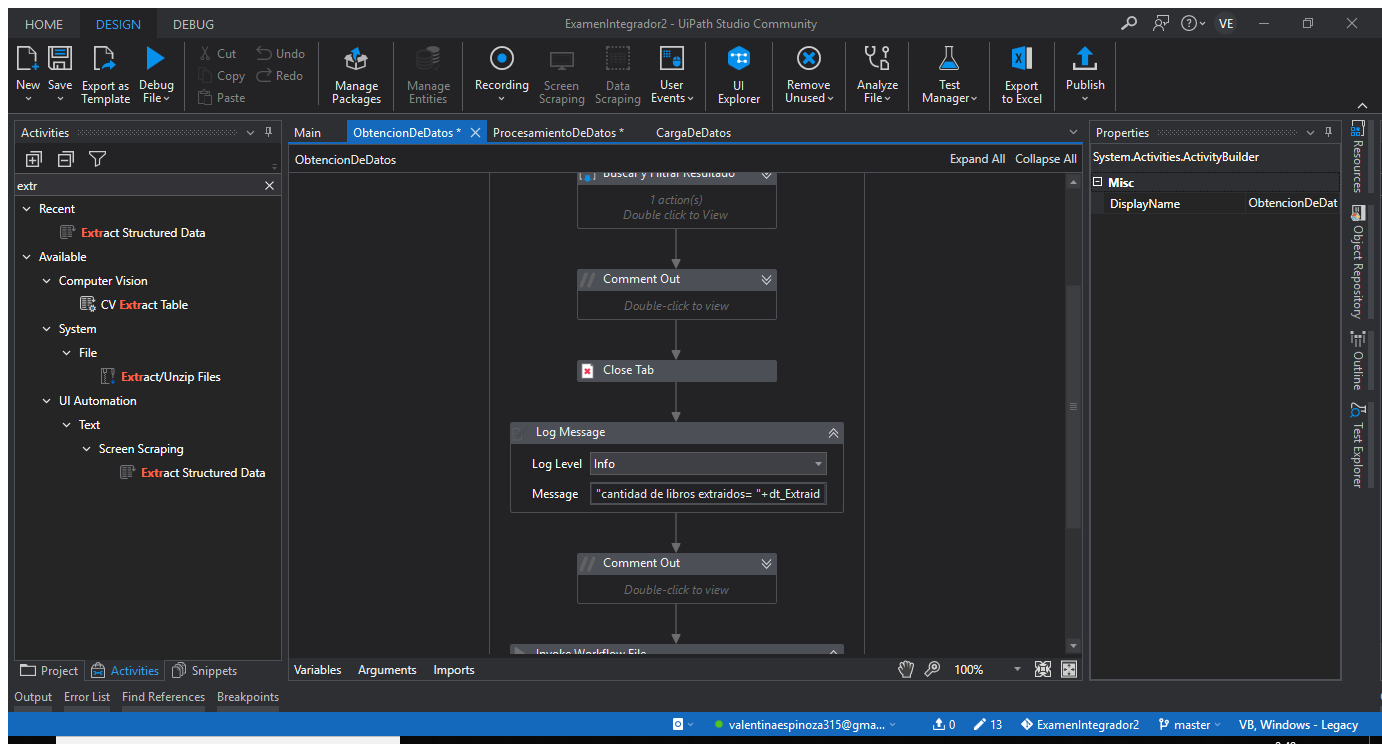 HOME DESIGN DEBUG
ExamenIntegrador2 - UiPath Studio Community
VE
New
Save
Export as Template
Debug File
Cut
Copy
Paste
Undo
Redo
Manage Packages
Manage Entities
Recording
Screen Scraping
Data Scraping
User Events
UI Explorer
Remove Unused
Analyze File
Test Manager
Export to Excel
Publish
Activities
extr
Recent
Extract Structured Data
Available
Computer Vision
CV Extract Table
System
File
Extract/Unzip Files
UI Automation
Text
Screen Scraping
Extract Structured Data
Project Activities Snippets
Main ObtencionDeDatos * ProcesamientoDeDatos * CargaDeDatos
ObtencionDeDatos Expand All Collapse All
Buscar y Filtrar Resultado
1 action(s)
Double click to View
Comment Out
Double-click to view
Close Tab
Log Message
Log Level Info
Message "cantidad de libros extraidos= "+dt_Extraid
Comment Out
Double-click to view
Invoke Workflow File
Variables Arguments Imports 100%
Properties
System.Activities.ActivityBuilder
Misc
DisplayName ObtencionDeDat
Resources
Object Repository
Outline
Test Explorer
Output Error List Find References Breakpoints
valentinaespinoza315@gma... 0 13 ExamenIntegrador2 master VB, Windows - Legacy